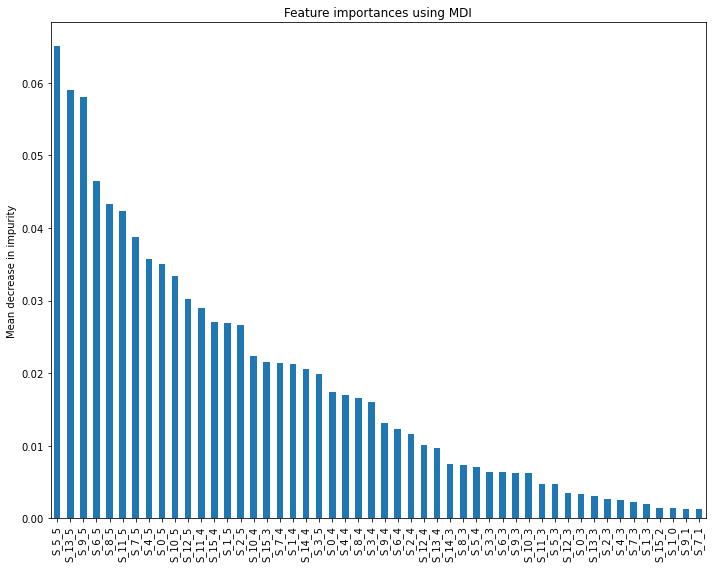 Feature importances using MDI
Mean decrease in impurity
0.06
0.05
0.04
0.03
0.02
0.01
0.00
S_5_5
S_13_5
S_9_5
S_6_5
S_8_5
S_11_5
S_7_5
S_4_5
S_0_5
S_10_5
S_12_5
S_11_4
S_15_4
S_1_5
S_2_5
S_10_4
S_15_3
S_7_4
S_1_4
S_14_4
S_3_5
S_0_4
S_4_4
S_8_4
S_3_4
S_9_4
S_6_4
S_2_4
S_12_4
S_13_4
S_14_3
S_8_3
S_5_4
S_3_3
S_6_3
S_9_3
S_10_3
S_11_3
S_5_3
S_12_3
S_0_3
S_13_3
S_2_3
S_4_3
S_7_3
S_1_3
S_15_2
S_1_0
S_9_1
S_7_1